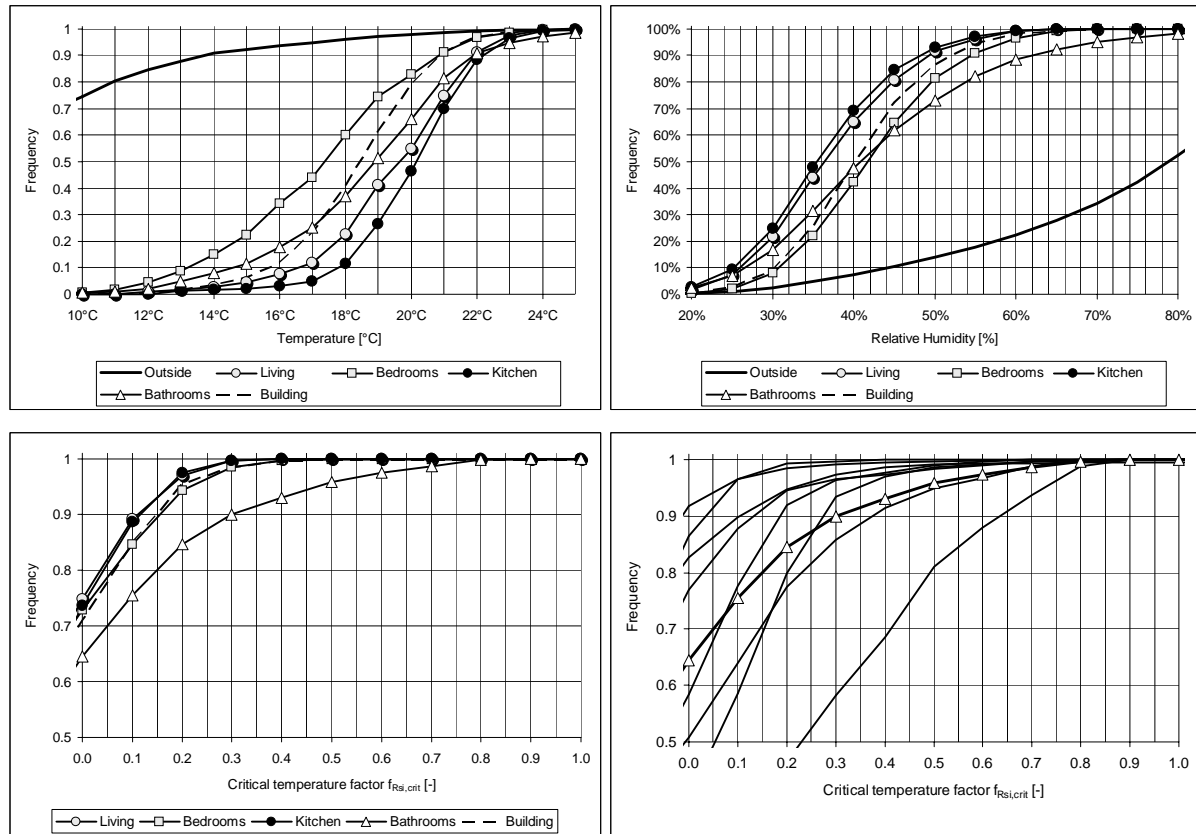 1
0.9
0.8
0.7
0.6
0.5
0.4
0.3
0.2
0.1
0
Frequency
10°C 12°C 14°C 16°C 18°C 20°C 22°C 24°C
Temperature [°C]
Outside Living Bedrooms Kitchen
Bathrooms Building
100%
90%
80%
70%
60%
50%
40%
30%
20%
10%
0%
Frequency
20% 30% 40% 50% 60% 70% 80%
Relative Humidity [%]
Outside Living Bedrooms Kitchen
Bathrooms Building
1
0.9
0.8
0.7
0.6
0.5
Frequency
0.0 0.1 0.2 0.3 0.4 0.5 0.6 0.7 0.8 0.9 1.0
Critical temperature factor fRsi,crit [-]
Living Bedrooms Kitchen Bathrooms Building
1
0.9
0.8
0.7
0.6
0.5
Frequency
0.0 0.1 0.2 0.3 0.4 0.5 0.6 0.7 0.8 0.9 1.0
Critical temperature factor fRsi,crit [-]